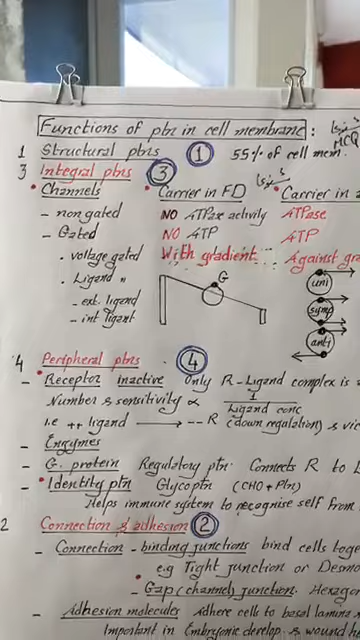 Functions of ptn in cell membrane:
MCQ
1 Structural ptns 1 55% of cell mem.
3 Integral ptns 3
Channels Carrier in FD Carrier in a
- non gated NO ATPase activity ATPase
- Gated NO ATP ATP
. voltage gated With gradient Against gra
. Ligand "
- ext. ligand
- int ligand
G
uni
symp
anti
4 Peripheral ptns 4
- Receptor inactive Only R-Ligand complex is a
Number & sensitivity ∝ 1 / Ligand conc
i.e ++ ligand → -- R (down regulation) & vic
- Enzymes
- G. protein Regulatory ptn. Connects R to
- Identity ptn Glycoptn (CHO + Ptn)
Helps immune system to recognise self from
2 Connection & adhesion 2
- Connection - binding junctions bind cells toge
e.g Tight junction or Desmo
- Gap (channel) junction. Hexagon
- Adhesion molecules Adhere cells to basal lamina
Important in Embryonic develop. & wound h